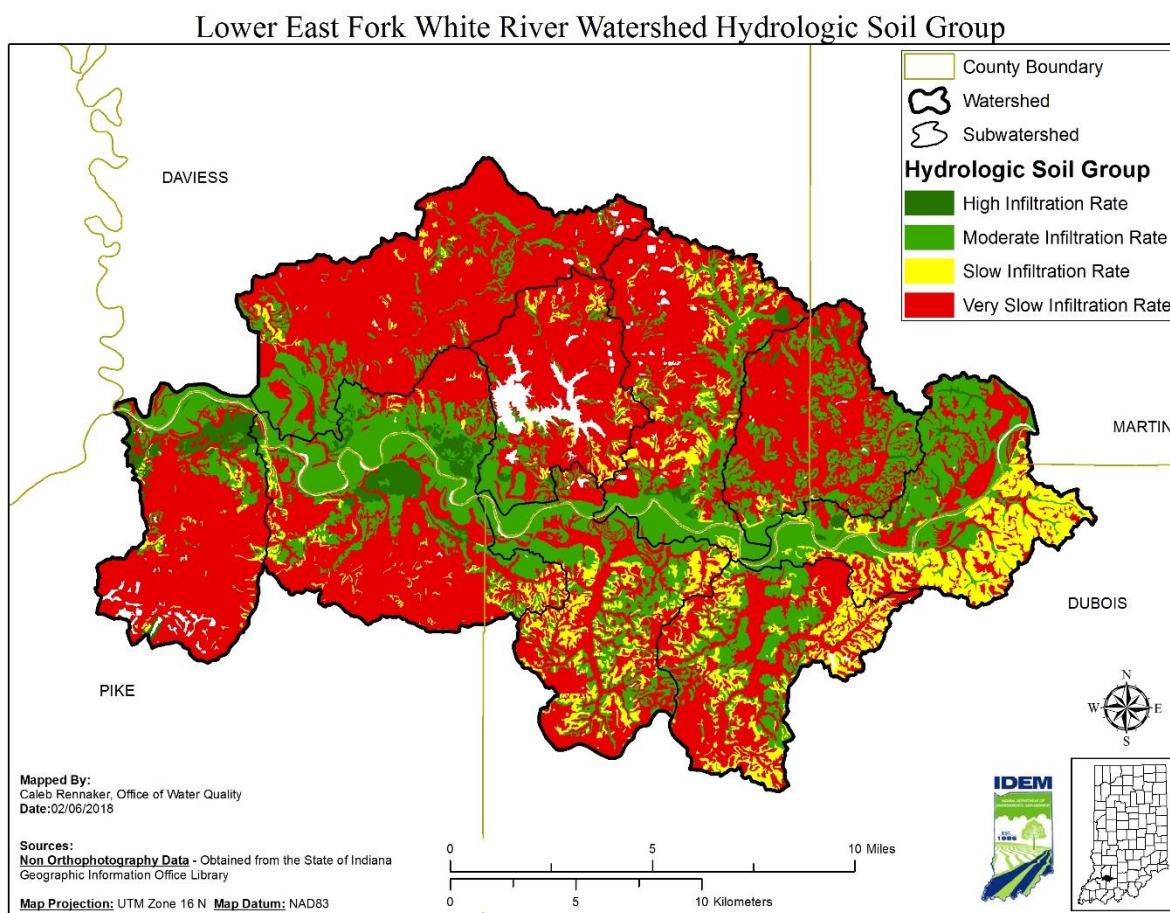 Lower East Fork White River Watershed Hydrologic Soil Group
County Boundary
Watershed
Subwatershed
Hydrologic Soil Group
High Infiltration Rate
Moderate Infiltration Rate
Slow Infiltration Rate
Very Slow Infiltration Rate
DAVIESS
MARTIN
DUBOIS
PIKE
N
W E
S
Mapped By:
Caleb Rennaker, Office of Water Quality
Date:02/06/2018
Sources:
Non Orthophotography Data - Obtained from the State of Indiana
Geographic Information Office Library
Map Projection: UTM Zone 16 N Map Datum: NAD83
0 5 10 Miles
0 5 10 Kilometers
IDEM
EST.
1986